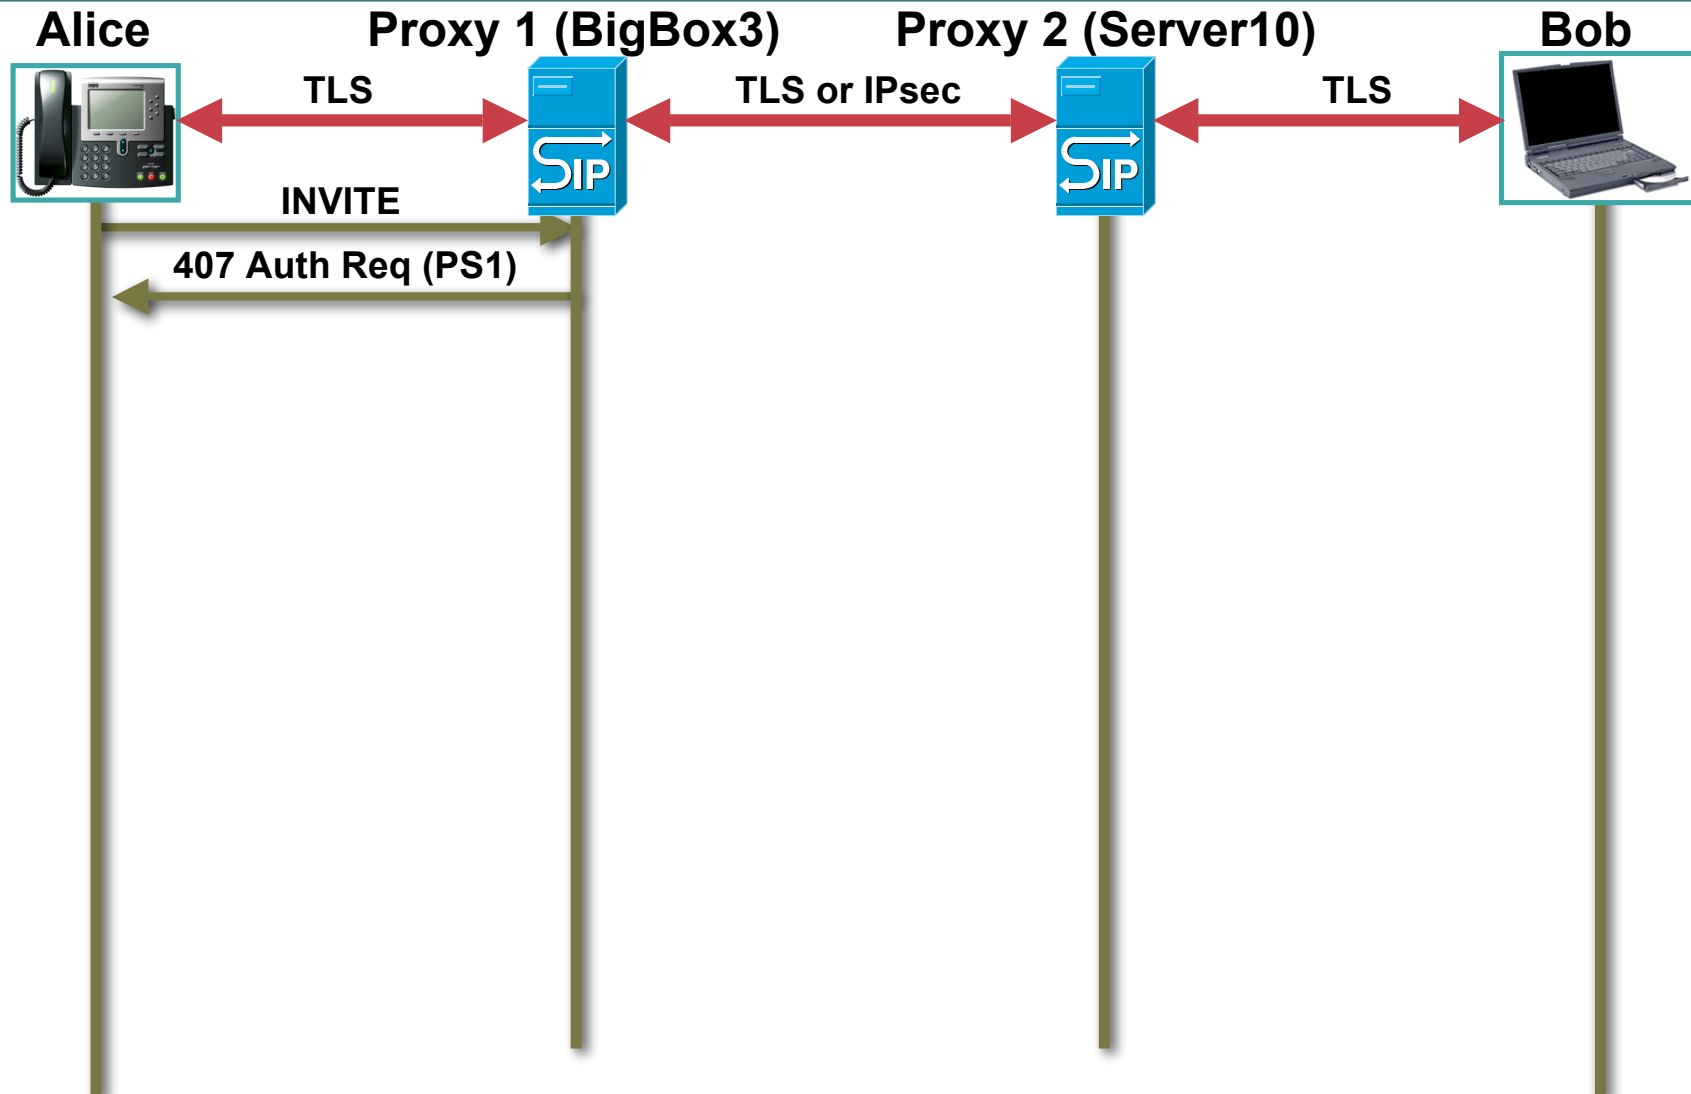 Alice
Proxy 1 (BigBox3)
Proxy 2 (Server10)
Bob
TLS
TLS or IPsec
TLS
SIP
SIP
INVITE
407 Auth Req (PS1)